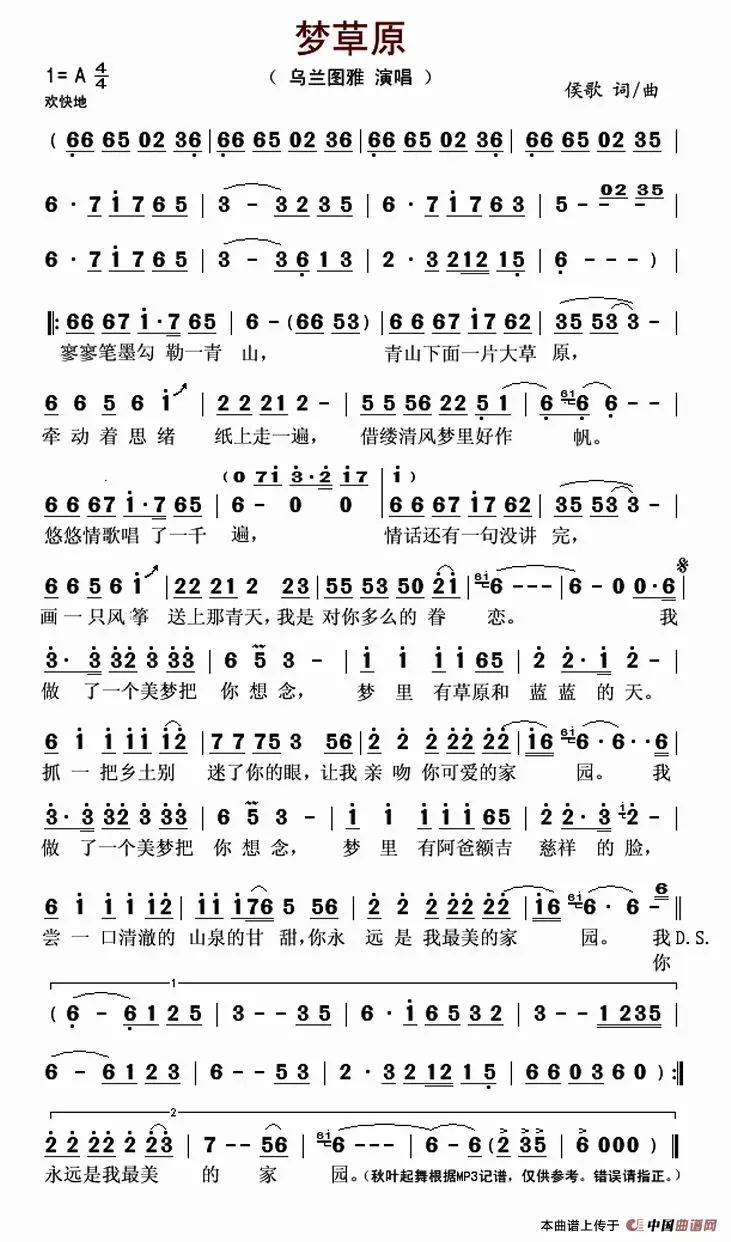 梦草原
1= A 4/4
( 乌兰图雅 演唱 )
侯歌 词/曲
欢快地
( 66 65 02 36 | 66 65 02 36 | 66 65 02 36 | 66 65 02 35 |
6 · 7 1 7 6 5 | 3 - 3 2 3 5 | 6 · 7 1 7 6 3 | 5 - - 02 35 |
6 · 7 1 7 6 5 | 3 - 3 6 1 3 | 2 · 3 212 15 | 6 - - - ) |
‖: 66 67 1·7 65 | 6 - (66 53) | 6 6 67 17 62 | 35 53 3 - |
寥寥笔墨勾 勒一青 山, 青山下面一片大草 原,
6 6 5 6 i | 2 2 21 2 - | 5 5 56 22 51 | 6 61 6 6 - |
牵 动 着 思 绪 纸上走一遍, 借缕清风梦里好作 帆。
( 0 71 3·2 17 | i )
6 6 67 1·7 65 | 6 - 0 0 | 6 6 67 17 62 | 35 53 3 - |
悠悠情歌唱 了一千 遍, 情话还有一句没讲 完,
6 6 5 6 i | 22 21 2 23 | 55 53 50 21 | 61 6 - - - | 6 - 0 0·6 |
画一只风筝 送上那青天,我是 对你多么的 眷 恋。 我
3· 3 32 3 33 | 6 5 3 - | 1 1 11 65 | 2 2· 1 2 - |
做 了一个美梦把 你 想 念, 梦 里 有草原和 蓝 蓝 的 天。
6 1 1 11 12 | 77 75 3 56 | 2 2 22 22 | 16 61 6· 6· 6 |
抓 一 把乡土别 迷了你的眼,让我 亲 吻 你可爱的家 园。 我
3· 3 32 3 33 | 6 5 3 - | 1 1 11 1 65 | 2 2· 3 1 2 - |
做 了一个美梦把 你 想 念, 梦 里 有阿爸额吉 慈祥 的 脸,
6 1 1 1 12 | 1 1 176 5 56 | 2 2 22 22 | 16 61 6· 6 - 6 ‖
尝 一 口清澈的 山泉的甘 甜,你永 远 是 我最美的家 园。 我 D.S.
你
1
( 6 - 6 1 2 5 | 3 - - 3 5 | 6 · 1 6 5 3 2 | 3 - - 1235 |
6 - 6 1 2 3 | 6 - - 5 3 | 2 · 3 2 12 1 5 | 6 6 0 3 6 0 ) :‖
2
2 2 22 2 23 | 7 - - 56 | 61 6 - - - | 6 - 6 (2 35 | 6 0 0 0 ) ‖
永远是我最美 的 家 园。(秋叶起舞根据MP3记谱,仅供参考。错误请指正。)
本曲谱上传于 中国曲谱网